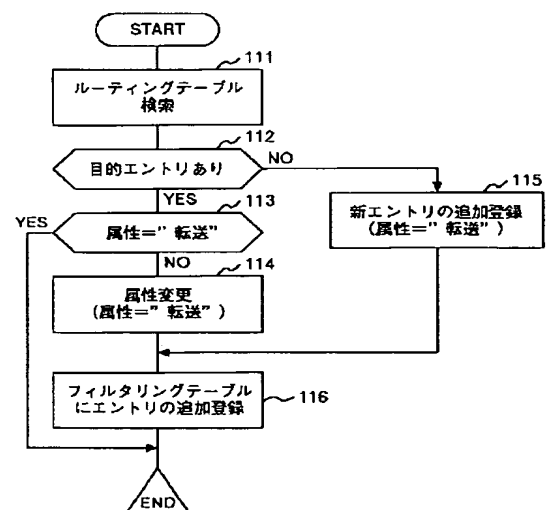 START
111
ルーティングテーブル
検索
112
目的エントリあり
NO
YES
115
新エントリの追加登録
(属性=”転送”)
113
YES
属性=”転送”
NO
114
属性変更
(属性=”転送”)
フィルタリングテーブル
にエントリの追加登録
116
END